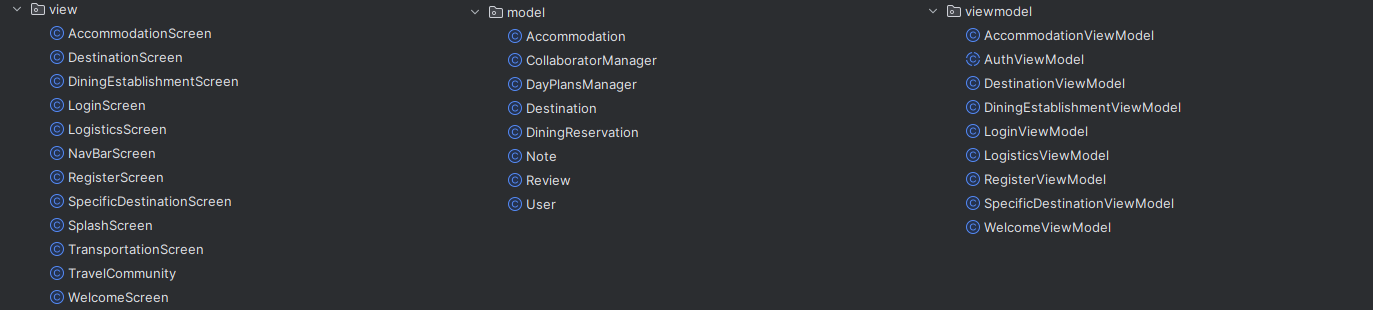 view
AccommodationScreen
DestinationScreen
DiningEstablishmentScreen
LoginScreen
LogisticsScreen
NavBarScreen
RegisterScreen
SpecificDestinationScreen
SplashScreen
TransportationScreen
TravelCommunity
WelcomeScreen
model
Accommodation
CollaboratorManager
DayPlansManager
Destination
DiningReservation
Note
Review
User
viewmodel
AccommodationViewModel
AuthViewModel
DestinationViewModel
DiningEstablishmentViewModel
LoginViewModel
LogisticsViewModel
RegisterViewModel
SpecificDestinationViewModel
WelcomeViewModel